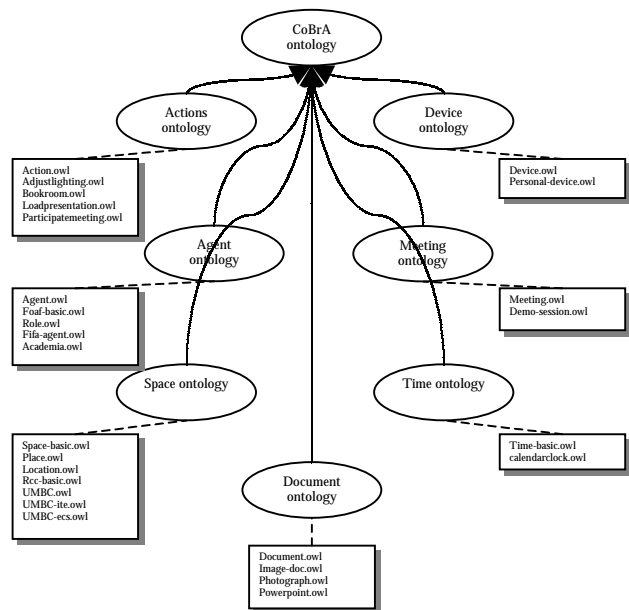 CoBrA
ontology
Actions
ontology
Device
ontology
Action.owl
Adjustlighting.owl
Bookroom.owl
Loadpresentation.owl
Participatemeeting.owl
Device.owl
Personal-device.owl
Agent
ontology
Meeting
ontology
Agent.owl
Foaf-basic.owl
Role.owl
Fifa-agent.owl
Academia.owl
Meeting.owl
Demo-session.owl
Space ontology
Time ontology
Space-basic.owl
Place.owl
Location.owl
Rcc-basic.owl
UMBC.owl
UMBC-ite.owl
UMBC-ecs.owl
Time-basic.owl
calendarclock.owl
Document
ontology
Document.owl
Image-doc.owl
Photograph.owl
Powerpoint.owl